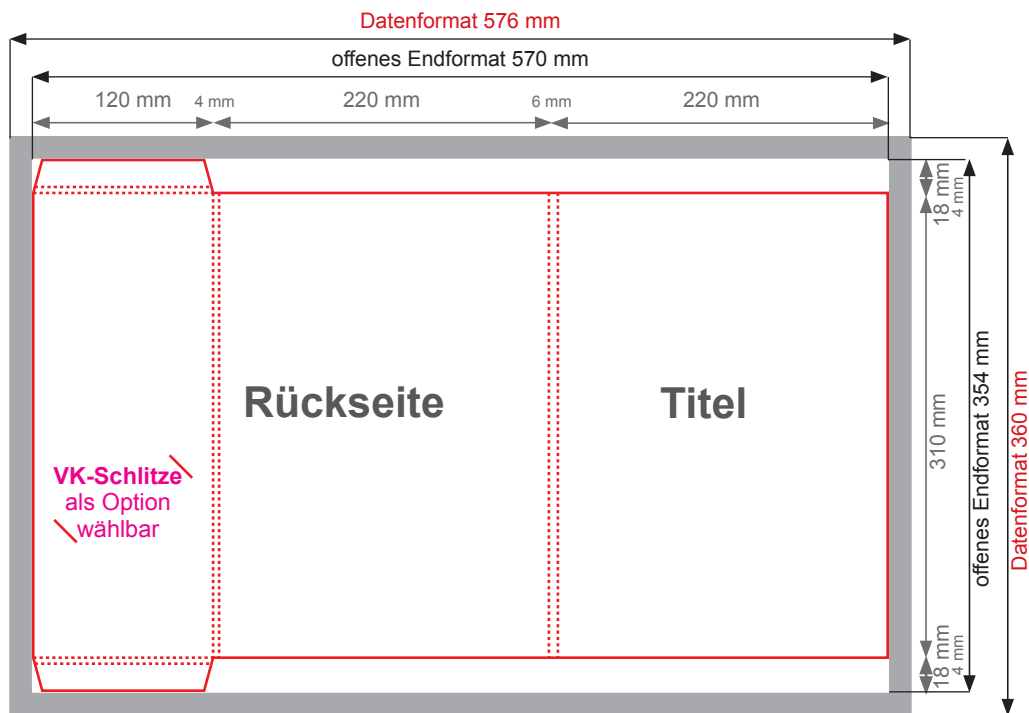 Datenformat 576 mm
offenes Endformat 570 mm
120 mm
4 mm
220 mm
6 mm
220 mm
18 mm
4 mm
Rückseite
Titel
310 mm
offenes Endformat 354 mm
Datenformat 360 mm
VK-Schlitze
als Option
wählbar
18 mm
4 mm